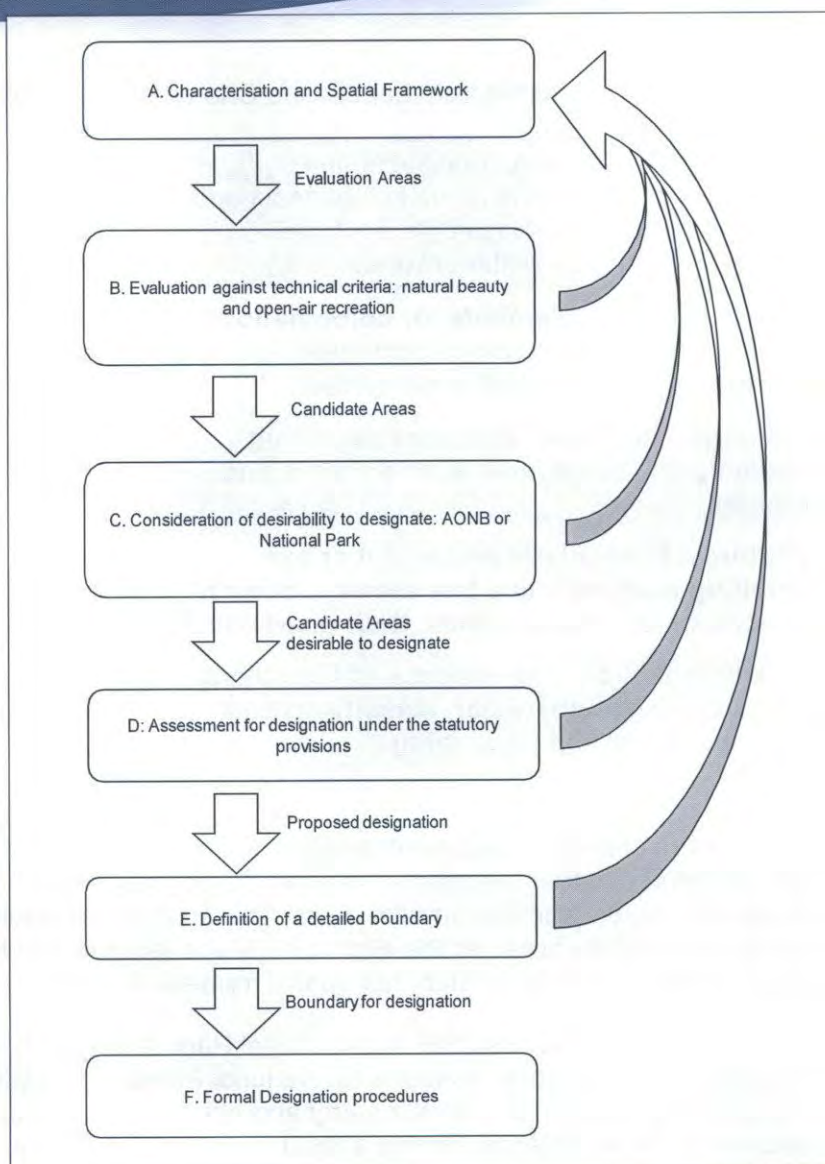 A. Characterisation and Spatial Framework
Evaluation Areas
B. Evaluation against technical criteria: natural beauty
and open-air recreation
Candidate Areas
C. Consideration of desirability to designate: AONB or
National Park
Candidate Areas
desirable to designate
D: Assessment for designation under the statutory
provisions
Proposed designation
E. Definition of a detailed boundary
Boundary for designation
F. Formal Designation procedures